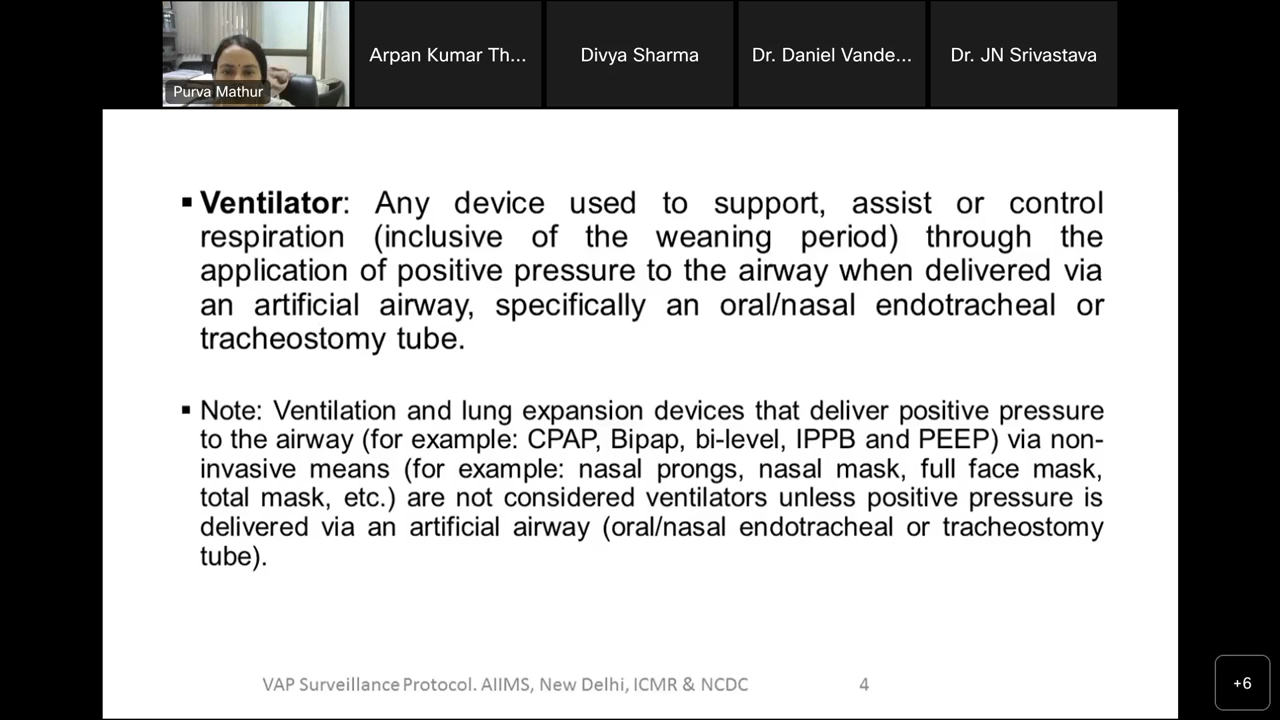 Purva Mathur
Arpan Kumar Th...
Divya Sharma
Dr. Daniel Vande...
Dr. JN Srivastava
▪ Ventilator: Any device used to support, assist or control
respiration (inclusive of the weaning period) through the
application of positive pressure to the airway when delivered via
an artificial airway, specifically an oral/nasal endotracheal or
tracheostomy tube.
▪ Note: Ventilation and lung expansion devices that deliver positive pressure
to the airway (for example: CPAP, Bipap, bi-level, IPPB and PEEP) via non-
invasive means (for example: nasal prongs, nasal mask, full face mask,
total mask, etc.) are not considered ventilators unless positive pressure is
delivered via an artificial airway (oral/nasal endotracheal or tracheostomy
tube).
VAP Surveillance Protocol. AIIMS, New Delhi, ICMR & NCDC
4
+6